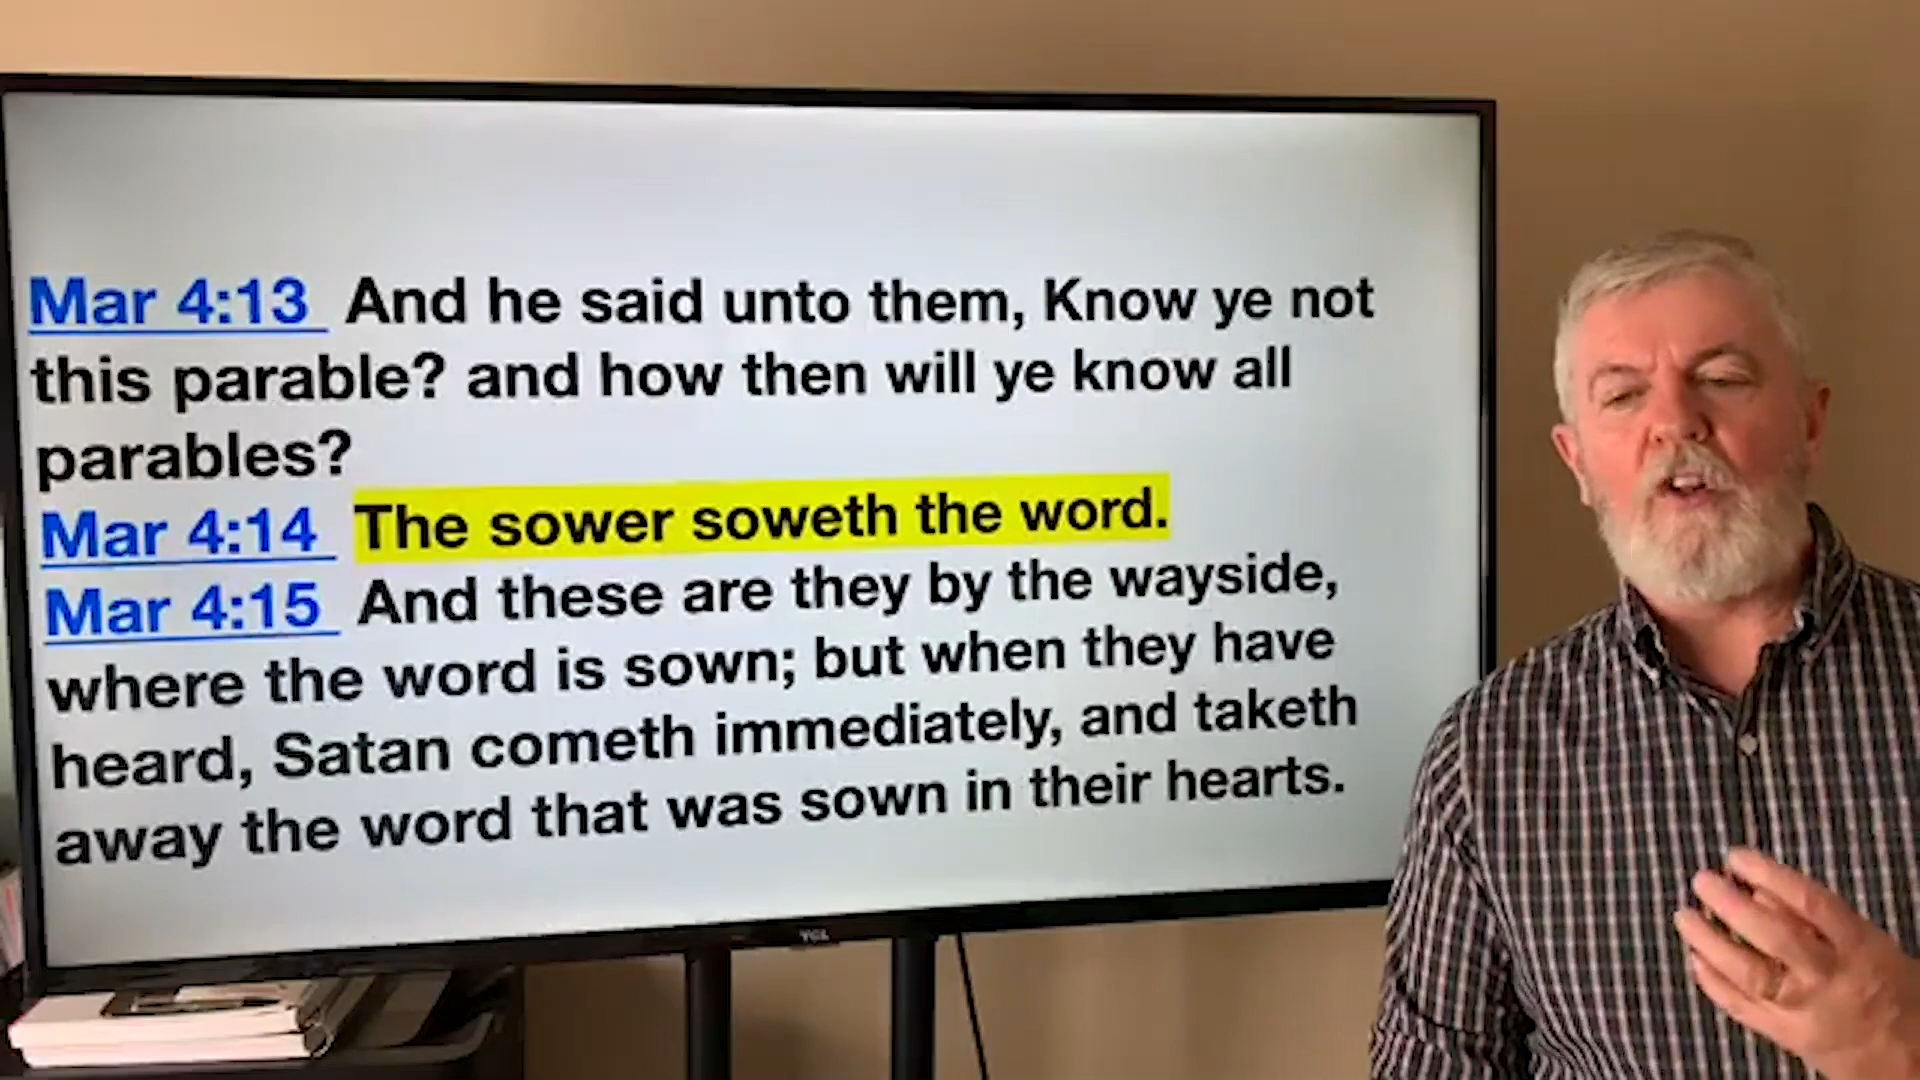 Mar 4:13 And he said unto them, Know ye not
this parable? and how then will ye know all
parables?
Mar 4:14 The sower soweth the word.
Mar 4:15 And these are they by the wayside,
where the word is sown; but when they have
heard, Satan cometh immediately, and taketh
away the word that was sown in their hearts.
TCL